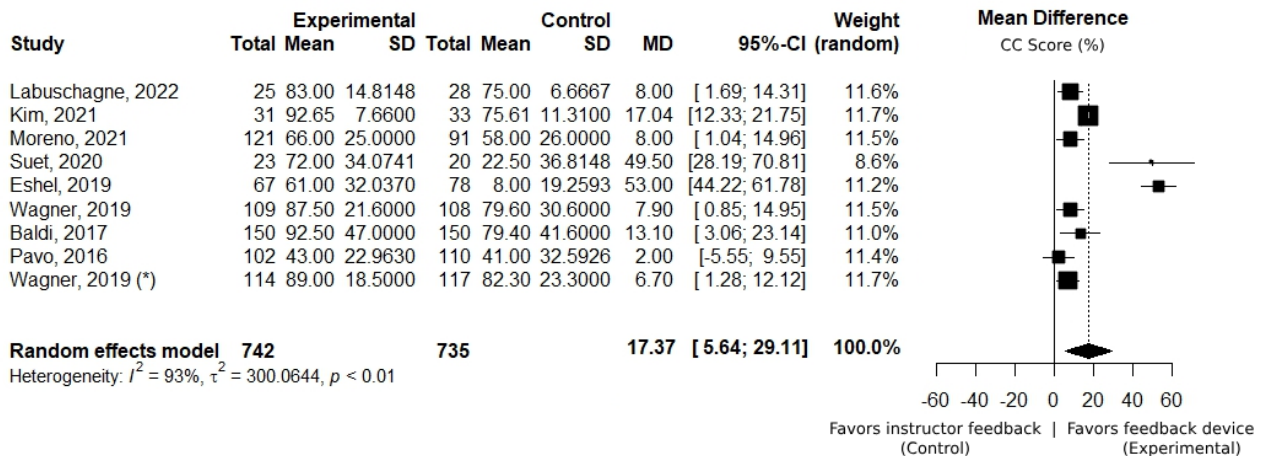 Experimental Control Weight Mean Difference
Study Total Mean SD Total Mean SD MD 95%-CI (random) CC Score (%)
Labuschagne, 2022 25 83.00 14.8148 28 75.00 6.6667 8.00 [ 1.69; 14.31] 11.6%
Kim, 2021 31 92.65 7.6600 33 75.61 11.3100 17.04 [12.33; 21.75] 11.7%
Moreno, 2021 121 66.00 25.0000 91 58.00 26.0000 8.00 [ 1.04; 14.96] 11.5%
Suet, 2020 23 72.00 34.0741 20 22.50 36.8148 49.50 [28.19; 70.81] 8.6%
Eshel, 2019 67 61.00 32.0370 78 8.00 19.2593 53.00 [44.22; 61.78] 11.2%
Wagner, 2019 109 87.50 21.6000 108 79.60 30.6000 7.90 [ 0.85; 14.95] 11.5%
Baldi, 2017 150 92.50 47.0000 150 79.40 41.6000 13.10 [ 3.06; 23.14] 11.0%
Pavo, 2016 102 43.00 22.9630 110 41.00 32.5926 2.00 [-5.55; 9.55] 11.4%
Wagner, 2019 (*) 114 89.00 18.5000 117 82.30 23.3000 6.70 [ 1.28; 12.12] 11.7%
Random effects model 742 735 17.37 [ 5.64; 29.11] 100.0%
Heterogeneity: I² = 93%, τ² = 300.0644, p < 0.01
-60 -40 -20 0 20 40 60
Favors instructor feedback | Favors feedback device
(Control) (Experimental)